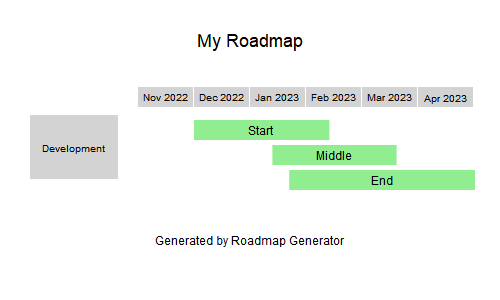 My Roadmap
Nov 2022 Dec 2022 Jan 2023 Feb 2023 Mar 2023 Apr 2023
Development
Start
Middle
End
Generated by Roadmap Generator